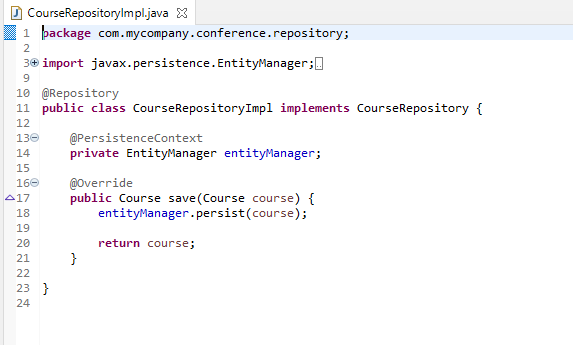 CourseRepositoryImpl.java
1 package com.mycompany.conference.repository;
2
3 import javax.persistence.EntityManager;
9
10 @Repository
11 public class CourseRepositoryImpl implements CourseRepository {
12
13     @PersistenceContext
14     private EntityManager entityManager;
15
16     @Override
17     public Course save(Course course) {
18         entityManager.persist(course);
19
20         return course;
21     }
22
23 }
24